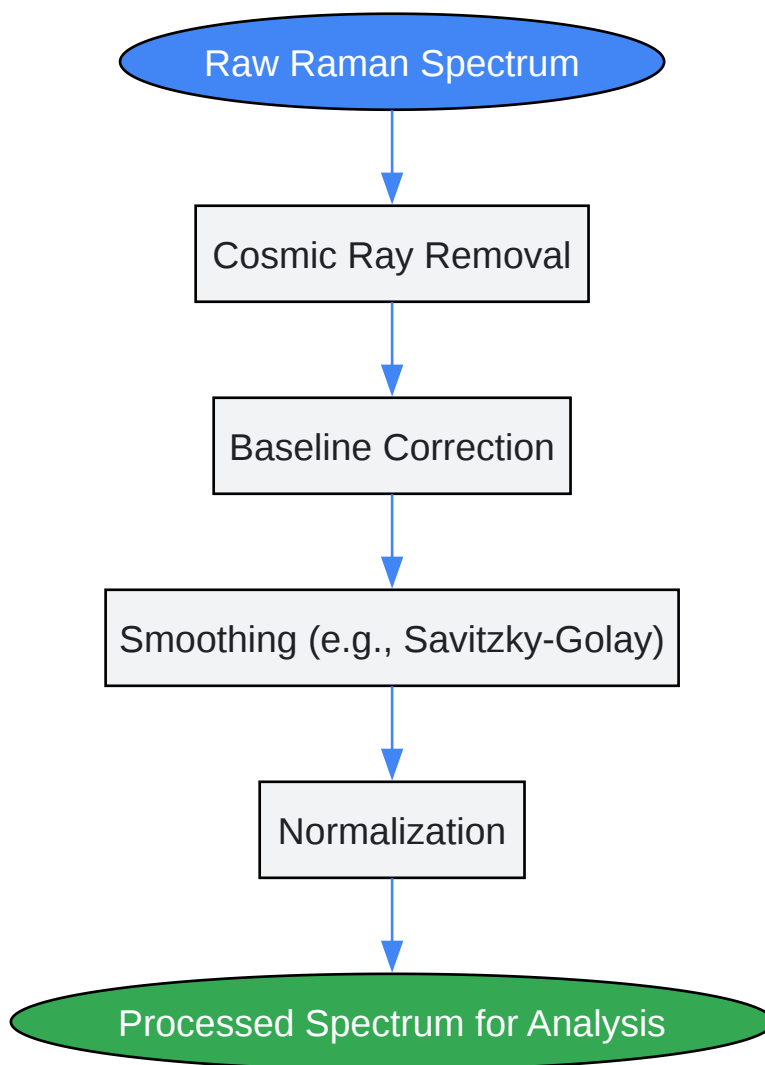 Raw Raman Spectrum
Cosmic Ray Removal
Baseline Correction
Smoothing (e.g., Savitzky-Golay)
Normalization
Processed Spectrum for Analysis